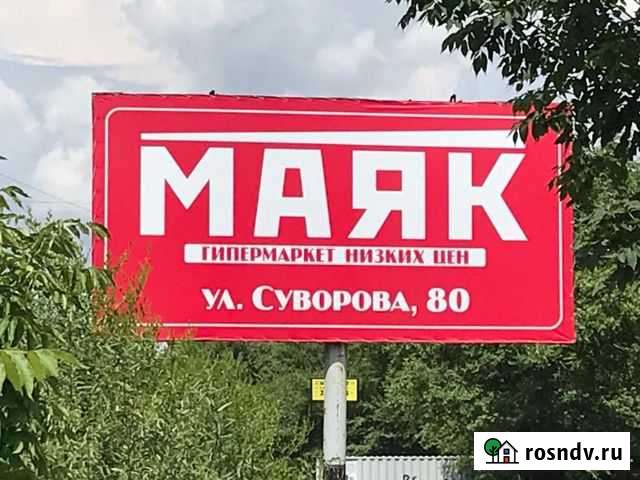 МАЯК
ГИПЕРМАРКЕТ НИЗКИХ ЦЕН
УЛ. СУВОРОВА, 80
rosndv.ru